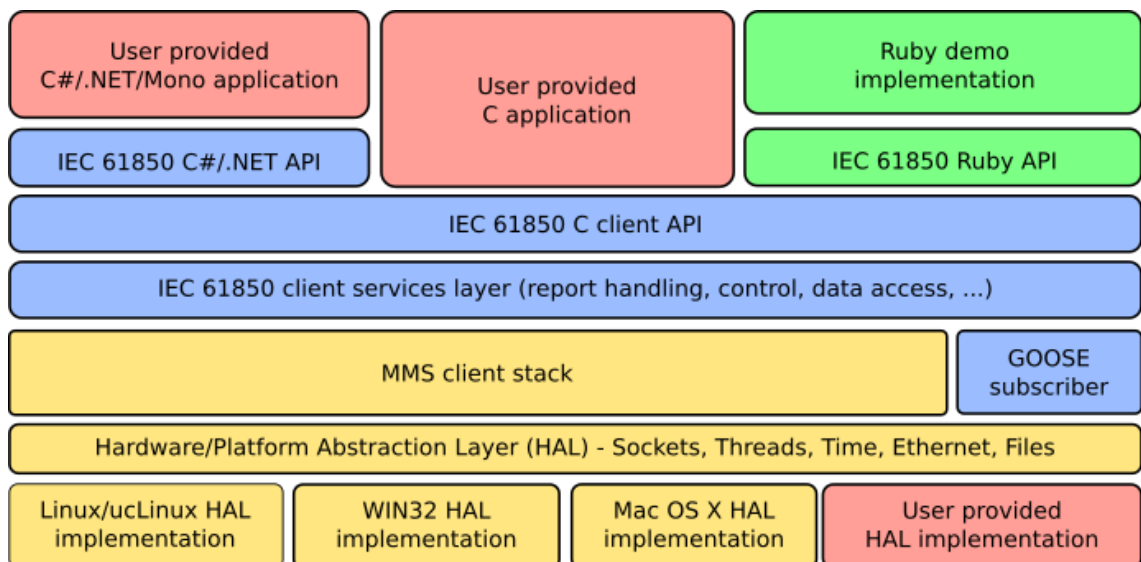 User provided
C#/.NET/Mono application
User provided
C application
Ruby demo
implementation
IEC 61850 C#/.NET API
IEC 61850 Ruby API
IEC 61850 C client API
IEC 61850 client services layer (report handling, control, data access, ...)
MMS client stack
GOOSE
subscriber
Hardware/Platform Abstraction Layer (HAL) - Sockets, Threads, Time, Ethernet, Files
Linux/ucLinux HAL
implementation
WIN32 HAL
implementation
Mac OS X HAL
implementation
User provided
HAL implementation